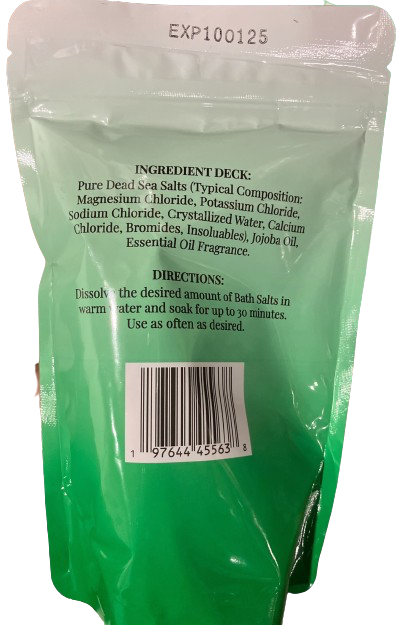 EXP100125
INGREDIENT DECK:
Pure Dead Sea Salts (Typical Composition:
Magnesium Chloride, Potassium Chloride,
Sodium Chloride, Crystallized Water, Calcium
Chloride, Bromides, Insoluables), Jojoba Oil,
Essential Oil Fragrance.
DIRECTIONS:
Dissolve the desired amount of Bath Salts in
warm water and soak for up to 30 minutes.
Use as often as desired.
1 97644 45563 8